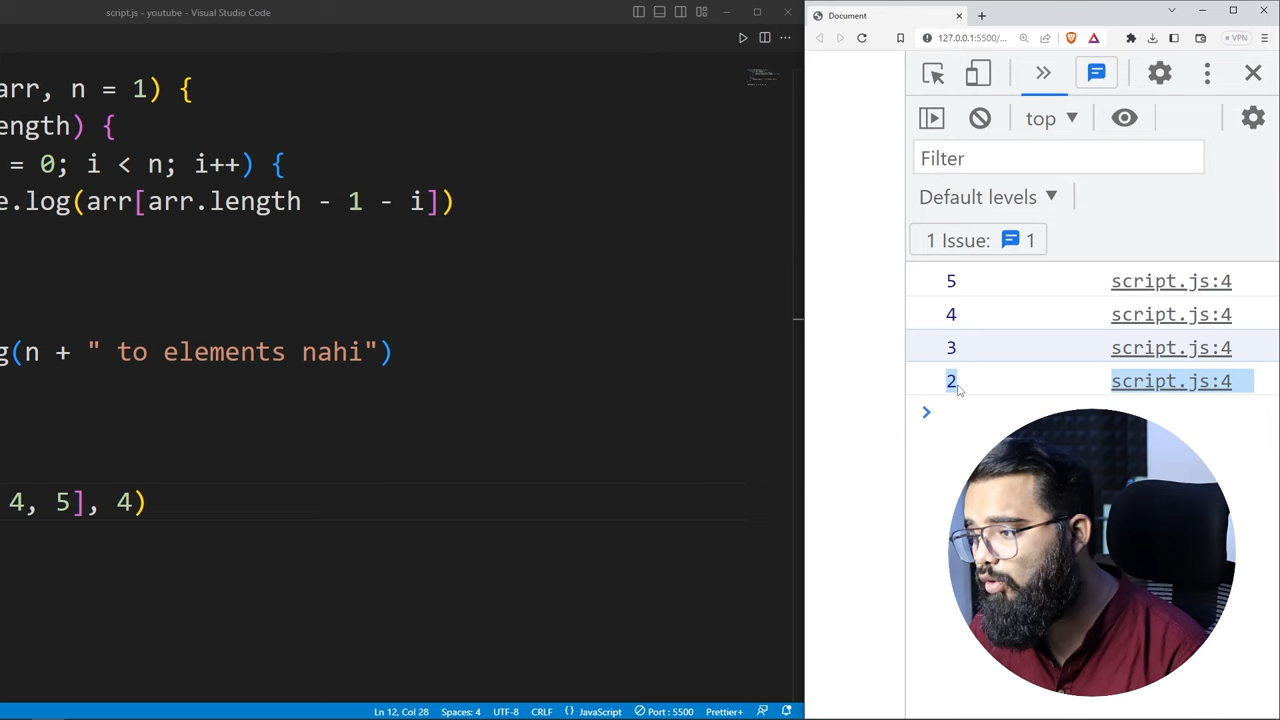 script.js - youtube - Visual Studio Code
arr, n = 1) {
ength) {
= 0; i < n; i++) {
e.log(arr[arr.length - 1 - i])
g(n + " to elements nahi")
4, 5], 4)
Ln 12, Col 28
Spaces: 4
UTF-8
CRLF
{} JavaScript
Port : 5500
Prettier+
Document
127.0.0.1:5500/...
VPN
top
Filter
Default levels
1 Issue: 1
5 script.js:4
4 script.js:4
3 script.js:4
2 script.js:4